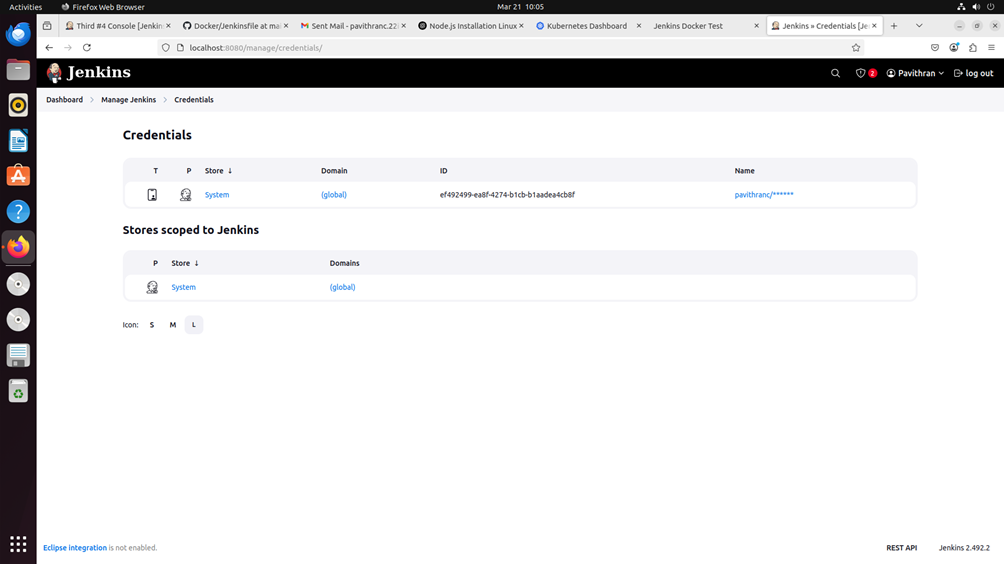 Activities
Firefox Web Browser
Mar 21 10:05
Third #4 Console [Jenkin
Docker/Jenkinsfile at ma
Sent Mail - pavithranc.22
Node.js Installation Linux
Kubernetes Dashboard
Jenkins Docker Test
Jenkins » Credentials [Je
localhost:8080/manage/credentials/
Jenkins
2
Pavithran
log out
Dashboard
Manage Jenkins
Credentials
Credentials
T P Store ↓ Domain ID Name
System (global) ef492499-ea8f-4274-b1cb-b1aadea4cb8f pavithranc/******
Stores scoped to Jenkins
P Store ↓ Domains
System (global)
Icon: S M L
Eclipse integration is not enabled.
REST API
Jenkins 2.492.2